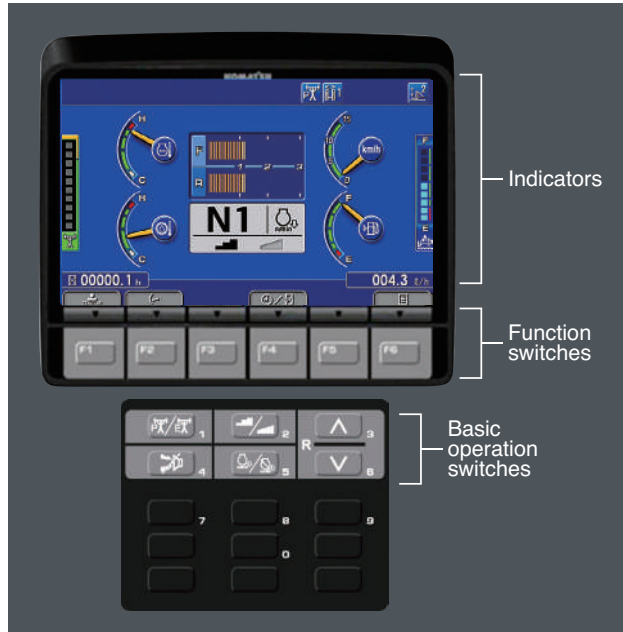 KOMATSU
P 1
H
15
10
5
0
km/h
F
F
1 2 3
R
C
H
N1
F
E
E
C
00000.1 h
004.3 ℓ/h
Indicators
F1 F2 F3 F4 F5 F6
Function
switches
P / E 1
2
R
3
4
5
6
Basic
operation
switches
7 8 9
0